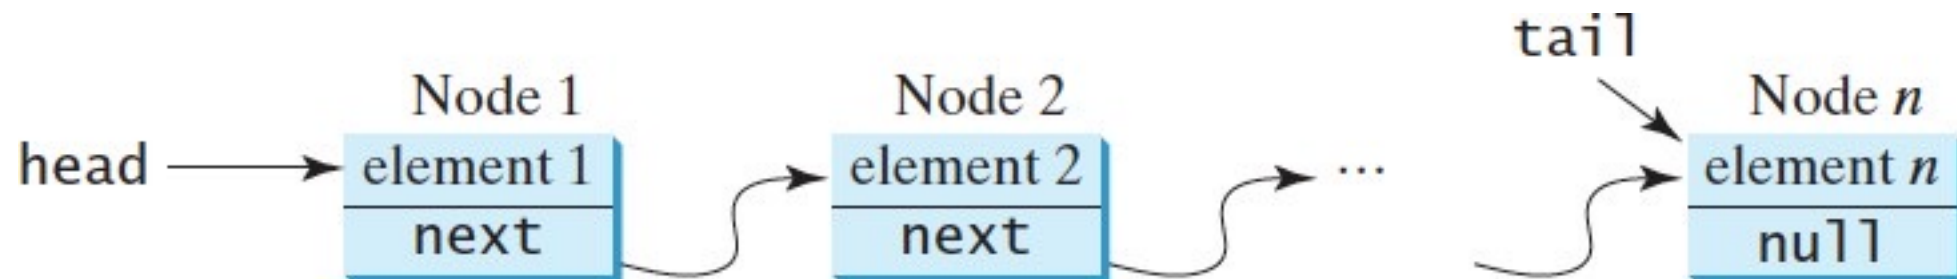 tail
Node 1 Node 2 Node n
head element 1 element 2 ... element n
next next null